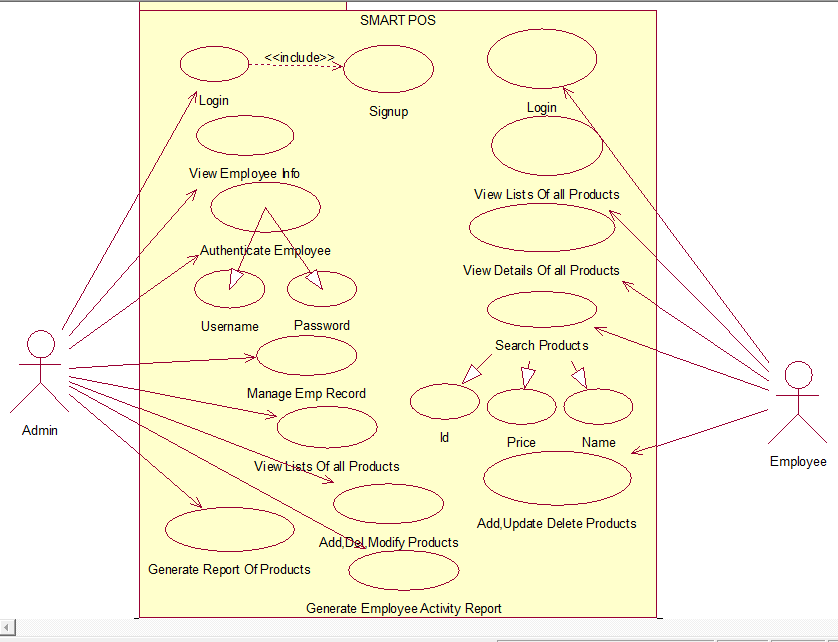 SMART POS
<<include>>
Login
Signup
Login
View Employee Info
View Lists Of all Products
Authenticate Employee
View Details Of all Products
Username
Password
Search Products
Manage Emp Record
Admin
Id
Price
Name
Employee
View Lists Of all Products
Add,Update Delete Products
Add,Del,Modify Products
Generate Report Of Products
Generate Employee Activity Report